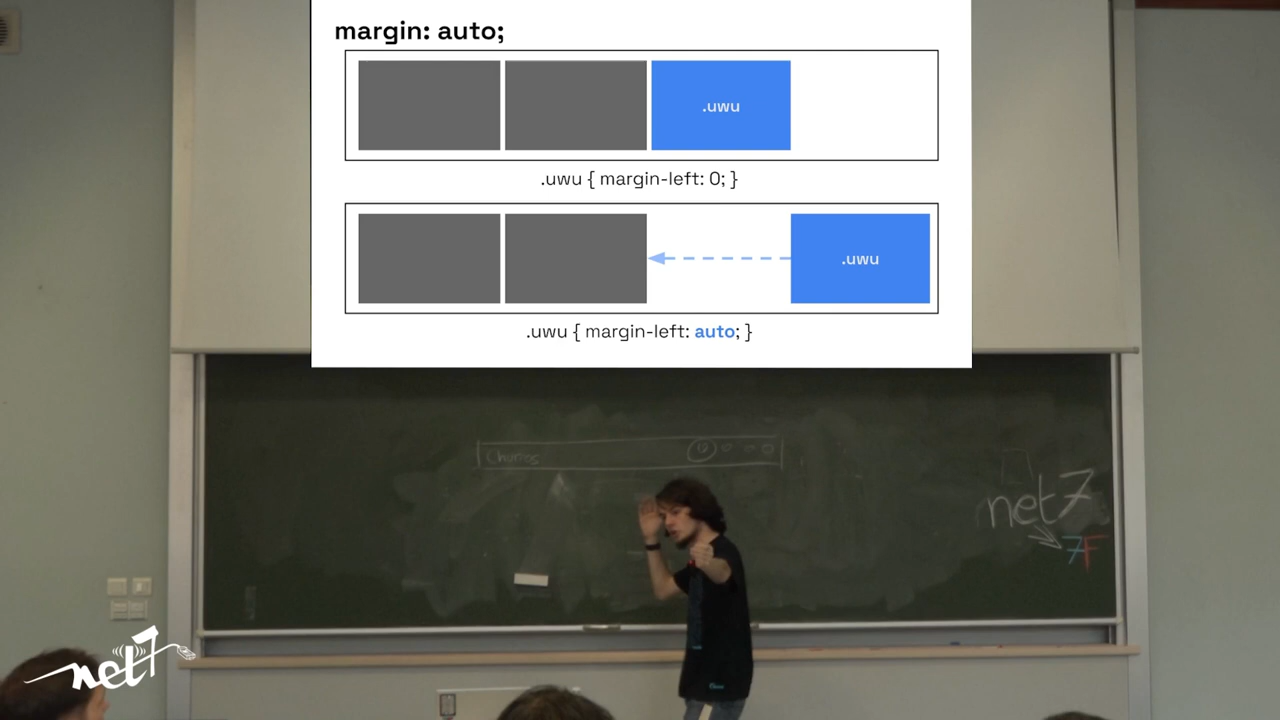 margin: auto;
.uwu
.uwu { margin-left: 0; }
.uwu
.uwu { margin-left: auto; }
net7
7F
net7